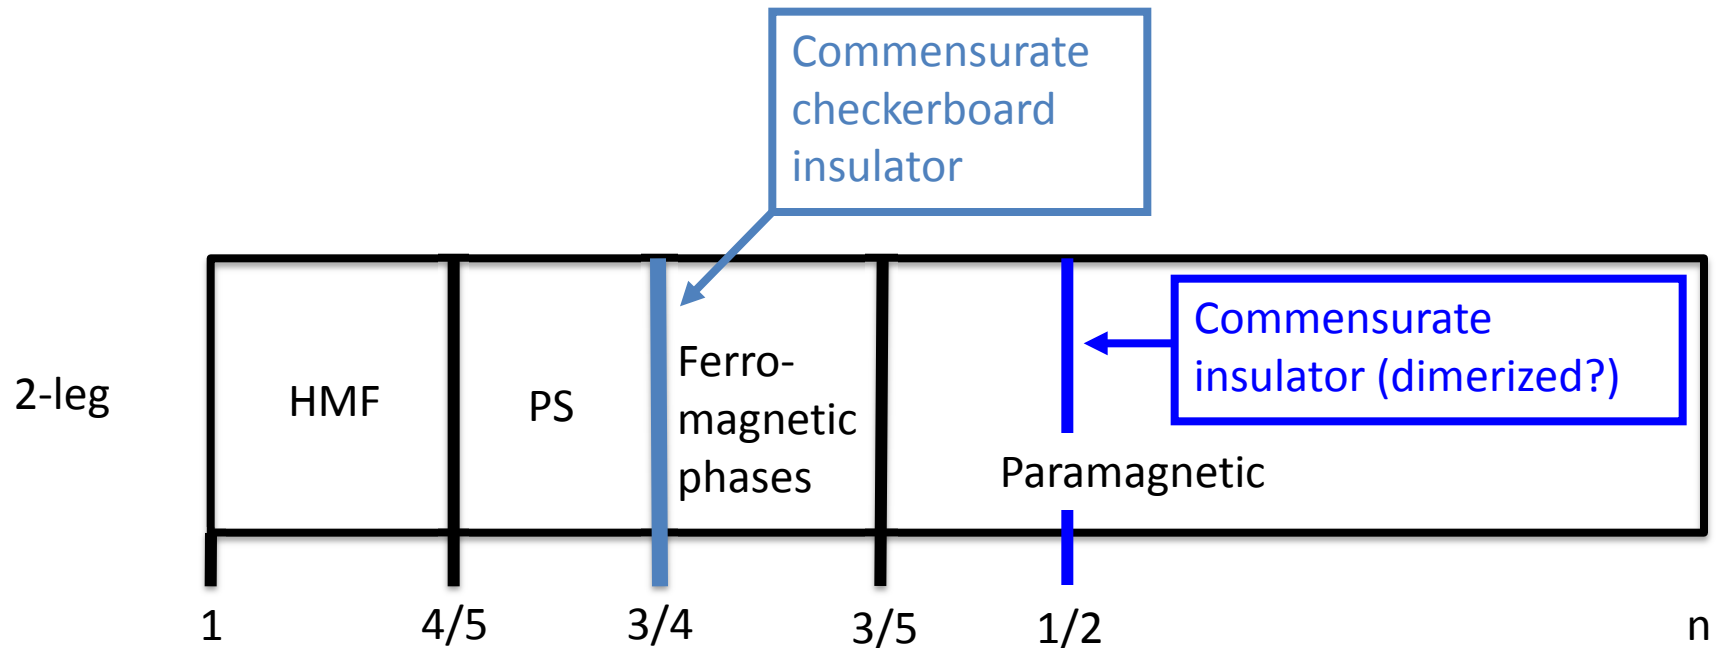 Commensurate
checkerboard
insulator
2-leg
HMF
PS
Ferro-
magnetic
phases
Commensurate
insulator (dimerized?)
Paramagnetic
1
4/5
3/4
3/5
1/2
n